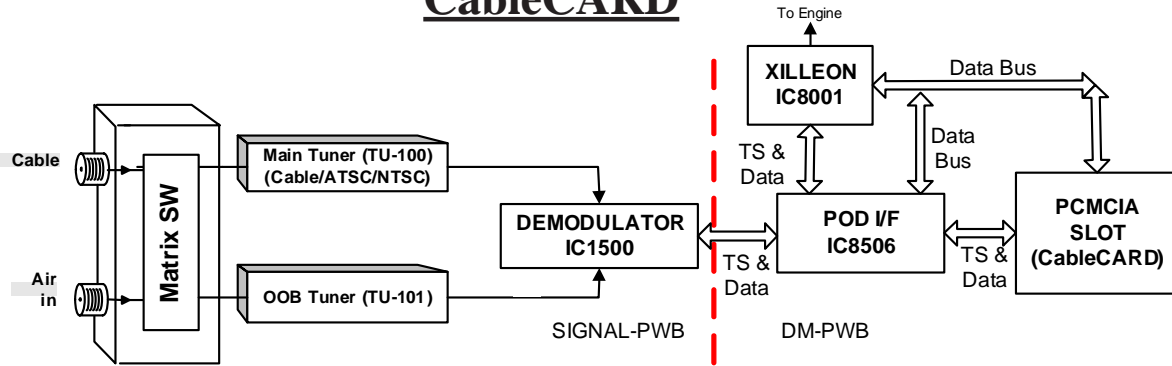 CableCARD
To Engine
XILLEON
IC8001
Data Bus
Cable
Main Tuner (TU-100)
(Cable/ATSC/NTSC)
TS &
Data
Data
Bus
Matrix SW
DEMODULATOR
IC1500
POD I/F
IC8506
PCMCIA
SLOT
(CableCARD)
TS &
Data
TS &
Data
Air
in
OOB Tuner (TU-101)
SIGNAL-PWB
DM-PWB